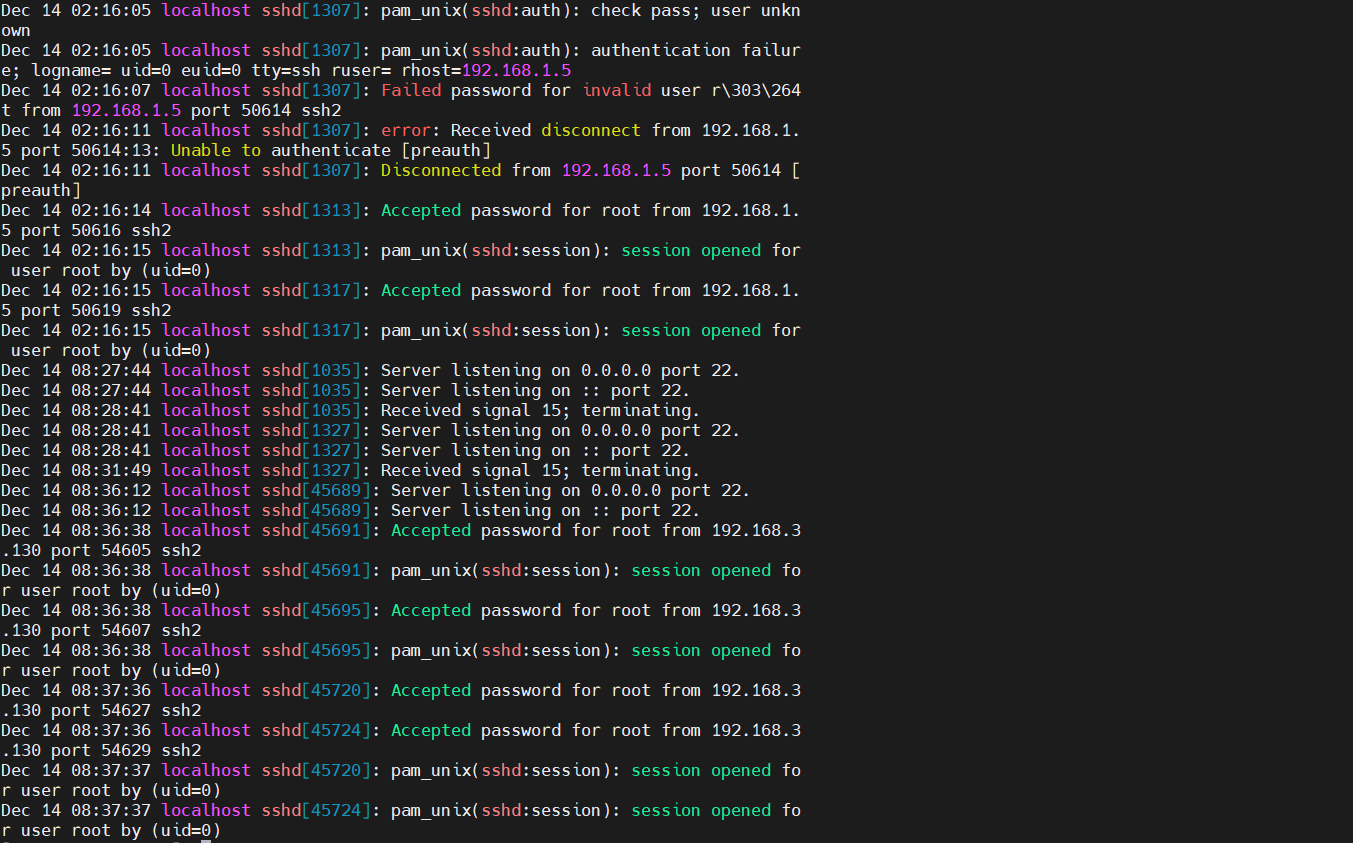 Dec 14 02:16:05 localhost sshd[1307]: pam_unix(sshd:auth): check pass; user unkn
own
Dec 14 02:16:05 localhost sshd[1307]: pam_unix(sshd:auth): authentication failur
e; logname= uid=0 euid=0 tty=ssh ruser= rhost=192.168.1.5
Dec 14 02:16:07 localhost sshd[1307]: Failed password for invalid user r\303\264
t from 192.168.1.5 port 50614 ssh2
Dec 14 02:16:11 localhost sshd[1307]: error: Received disconnect from 192.168.1.
5 port 50614:13: Unable to authenticate [preauth]
Dec 14 02:16:11 localhost sshd[1307]: Disconnected from 192.168.1.5 port 50614 [
preauth]
Dec 14 02:16:14 localhost sshd[1313]: Accepted password for root from 192.168.1.
5 port 50616 ssh2
Dec 14 02:16:15 localhost sshd[1313]: pam_unix(sshd:session): session opened for
 user root by (uid=0)
Dec 14 02:16:15 localhost sshd[1317]: Accepted password for root from 192.168.1.
5 port 50619 ssh2
Dec 14 02:16:15 localhost sshd[1317]: pam_unix(sshd:session): session opened for
 user root by (uid=0)
Dec 14 08:27:44 localhost sshd[1035]: Server listening on 0.0.0.0 port 22.
Dec 14 08:27:44 localhost sshd[1035]: Server listening on :: port 22.
Dec 14 08:28:41 localhost sshd[1035]: Received signal 15; terminating.
Dec 14 08:28:41 localhost sshd[1327]: Server listening on 0.0.0.0 port 22.
Dec 14 08:28:41 localhost sshd[1327]: Server listening on :: port 22.
Dec 14 08:31:49 localhost sshd[1327]: Received signal 15; terminating.
Dec 14 08:36:12 localhost sshd[45689]: Server listening on 0.0.0.0 port 22.
Dec 14 08:36:12 localhost sshd[45689]: Server listening on :: port 22.
Dec 14 08:36:38 localhost sshd[45691]: Accepted password for root from 192.168.3
.130 port 54605 ssh2
Dec 14 08:36:38 localhost sshd[45691]: pam_unix(sshd:session): session opened fo
r user root by (uid=0)
Dec 14 08:36:38 localhost sshd[45695]: Accepted password for root from 192.168.3
.130 port 54607 ssh2
Dec 14 08:36:38 localhost sshd[45695]: pam_unix(sshd:session): session opened fo
r user root by (uid=0)
Dec 14 08:37:36 localhost sshd[45720]: Accepted password for root from 192.168.3
.130 port 54627 ssh2
Dec 14 08:37:36 localhost sshd[45724]: Accepted password for root from 192.168.3
.130 port 54629 ssh2
Dec 14 08:37:37 localhost sshd[45720]: pam_unix(sshd:session): session opened fo
r user root by (uid=0)
Dec 14 08:37:37 localhost sshd[45724]: pam_unix(sshd:session): session opened fo
r user root by (uid=0)